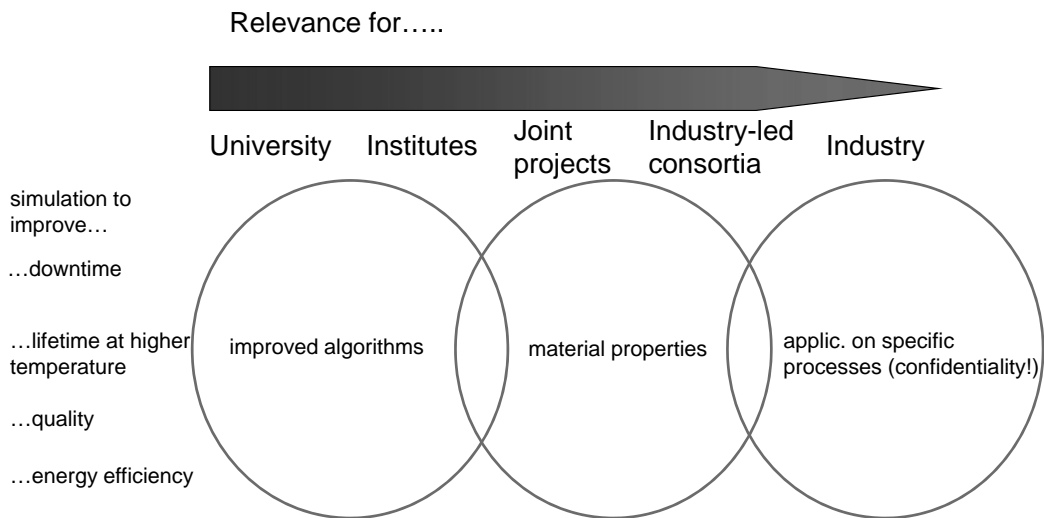 Relevance for…..
University
Institutes
Joint
projects
Industry-led
consortia
Industry
simulation to
improve…
…downtime
…lifetime at higher
temperature
…quality
…energy efficiency
improved algorithms
material properties
applic. on specific
processes (confidentiality!)